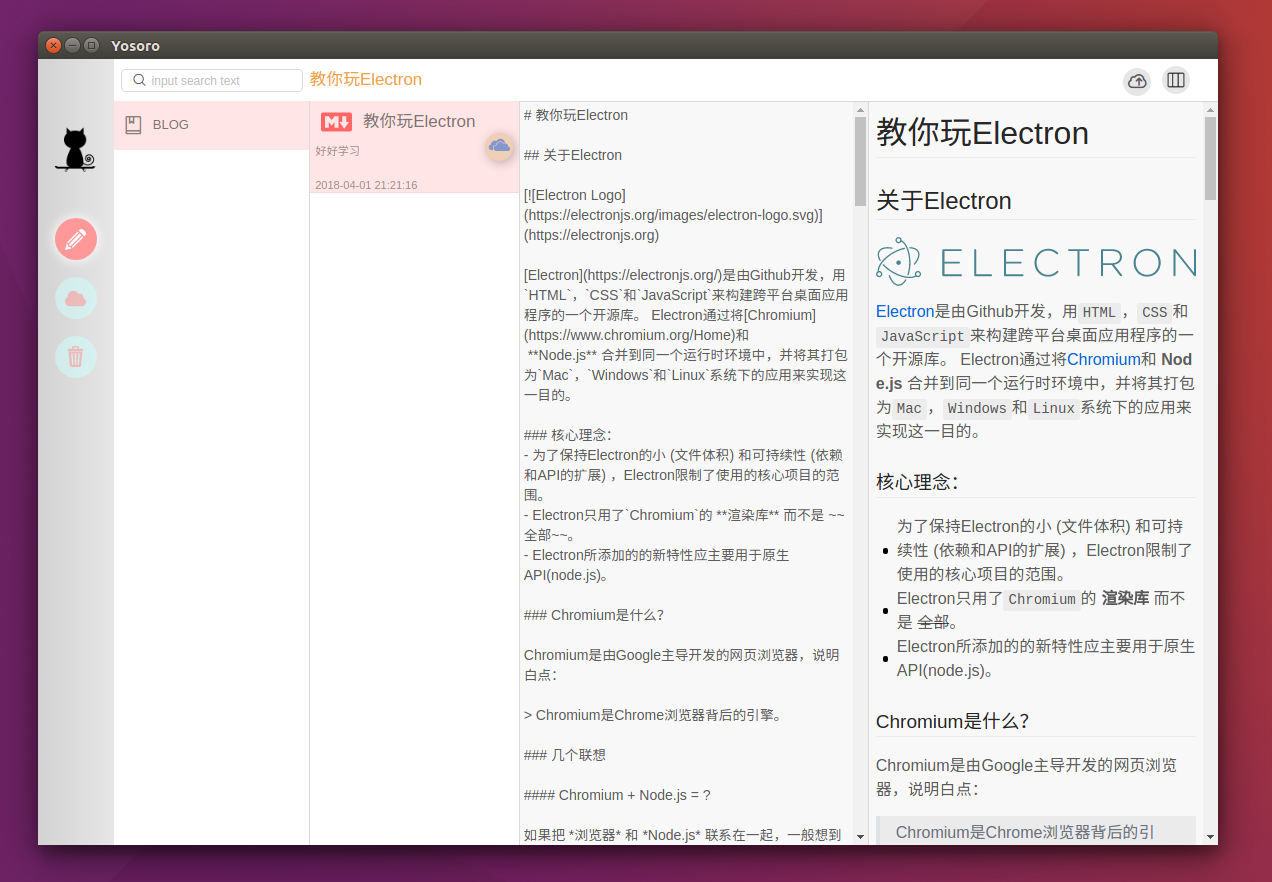 Yosoro
input search text
教你玩Electron
BLOG
教你玩Electron
好好学习
2018-04-01 21:21:16
# 教你玩Electron
## 关于Electron
[![Electron Logo]
(https://electronjs.org/images/electron-logo.svg)]
(https://electronjs.org)
[Electron](https://electronjs.org/)是由Github开发，用
`HTML`，`CSS`和`JavaScript`来构建跨平台桌面应用
程序的一个开源库。 Electron通过将[Chromium]
(https://www.chromium.org/Home)和
**Node.js** 合并到同一个运行时环境中，并将其打包
为`Mac`，`Windows`和`Linux`系统下的应用来实现这
一目的。
### 核心理念：
- 为了保持Electron的小 (文件体积) 和可持续性 (依赖
和API的扩展) ，Electron限制了使用的核心项目的范
围。
- Electron只用了`Chromium`的 **渲染库** 而不是 ~~
全部~~。
- Electron所添加的的新特性应主要用于原生
API(node.js)。
### Chromium是什么？
Chromium是由Google主导开发的网页浏览器，说明
白点：
> Chromium是Chrome浏览器背后的引擎。
### 几个联想
#### Chromium + Node.js = ?
如果把 *浏览器* 和 *Node.js* 联系在一起，一般想到
教你玩Electron
关于Electron
ELECTRON
Electron是由Github开发，用 HTML ，CSS 和
JavaScript 来构建跨平台桌面应用程序的一
个开源库。 Electron通过将Chromium和 Nod
e.js 合并到同一个运行时环境中，并将其打包
为 Mac ，Windows 和 Linux 系统下的应用来
实现这一目的。
核心理念：
为了保持Electron的小 (文件体积) 和可持
续性 (依赖和API的扩展) ，Electron限制了
使用的核心项目的范围。
Electron只用了 Chromium 的 渲染库 而不
是 全部。
Electron所添加的的新特性应主要用于原生
API(node.js)。
Chromium是什么？
Chromium是由Google主导开发的网页浏览
器，说明白点：
Chromium是Chrome浏览器背后的引